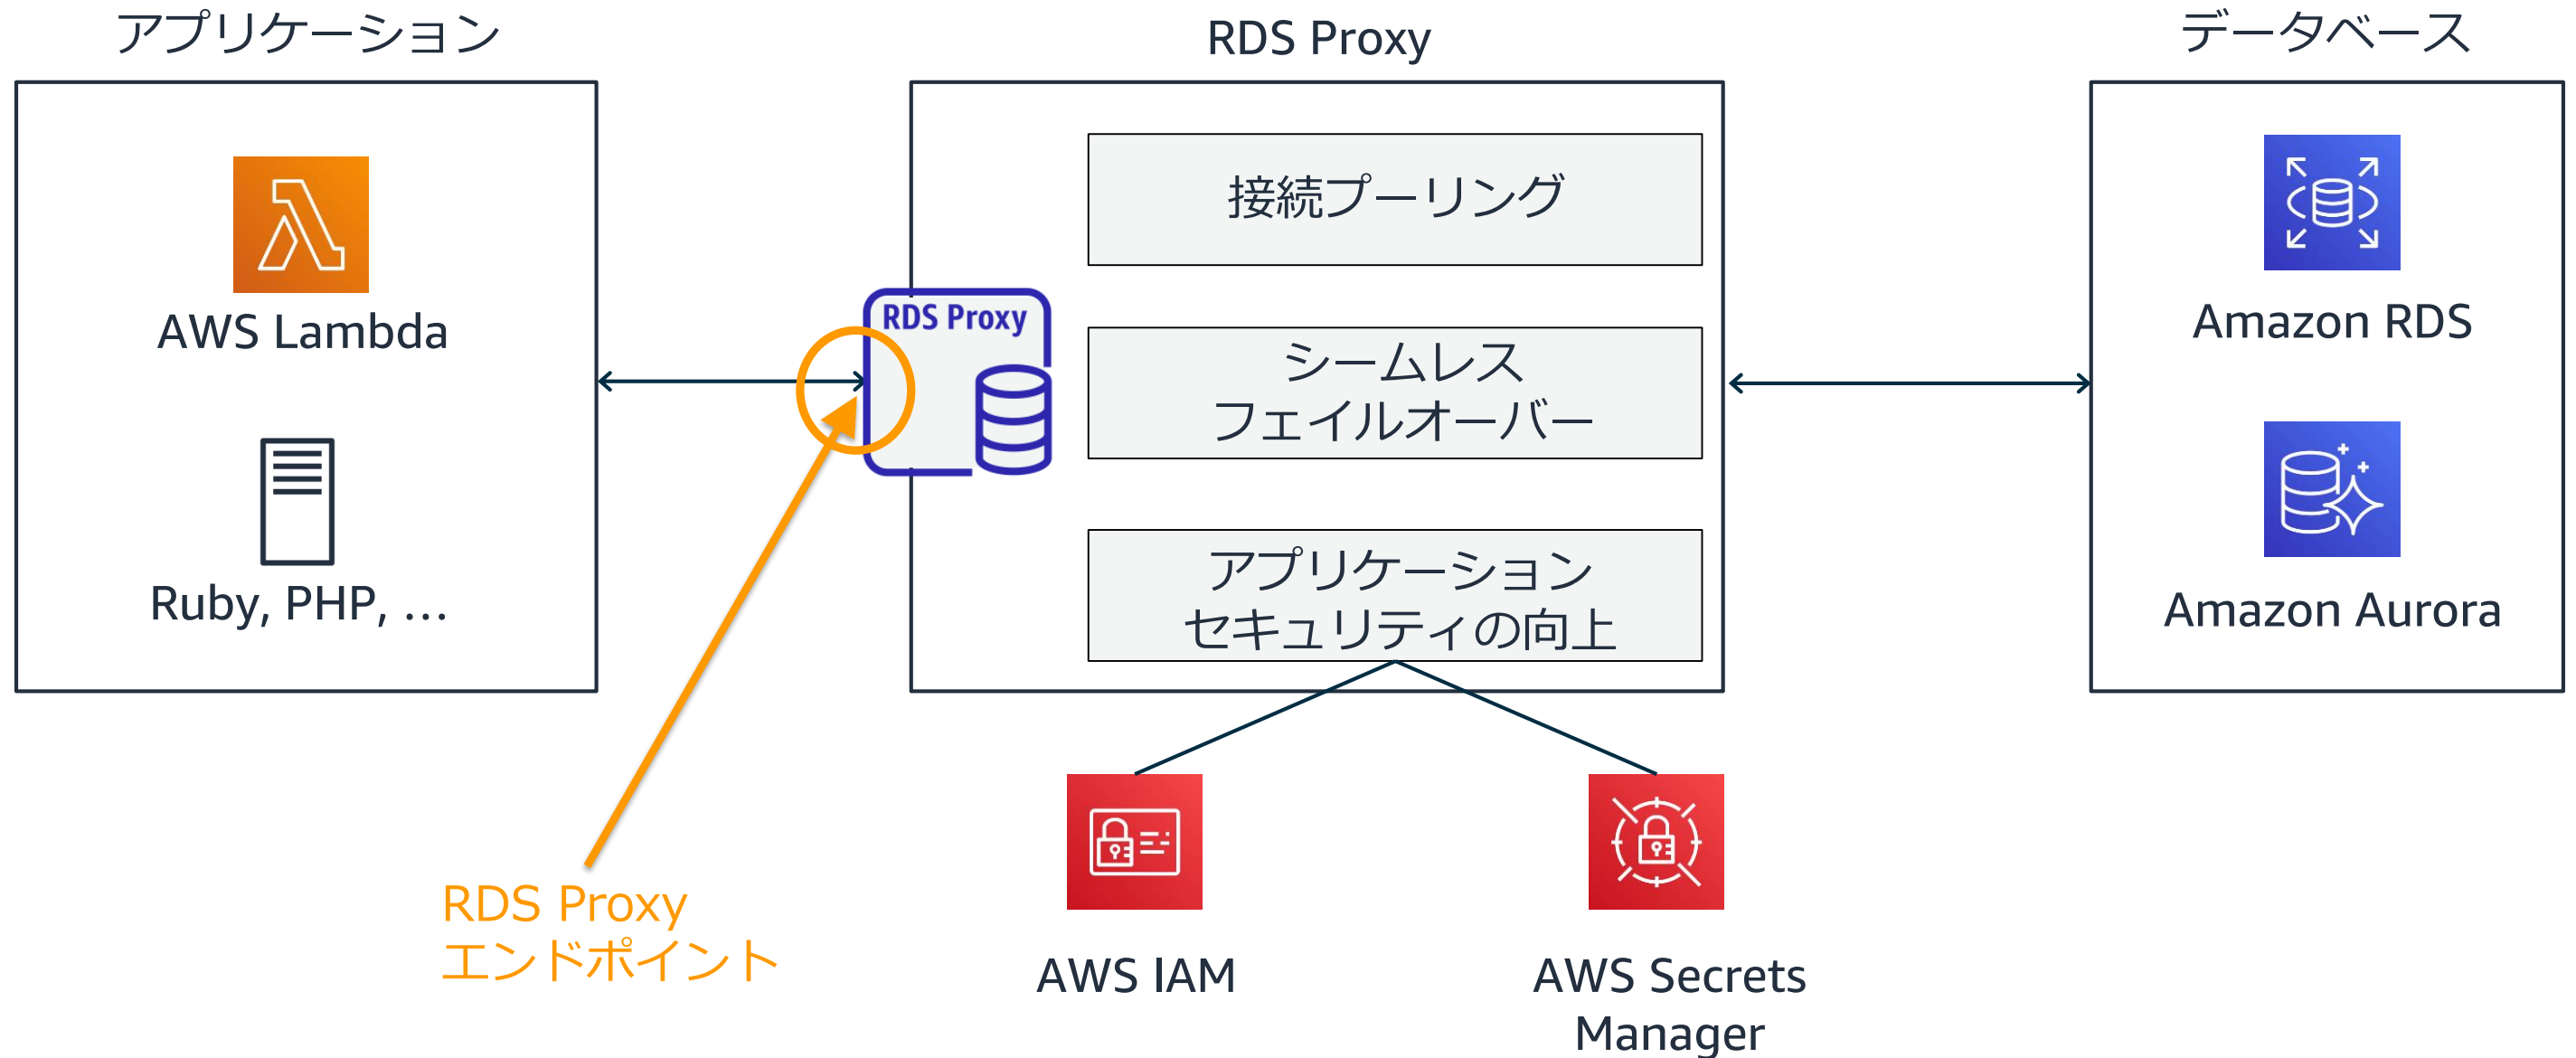 アプリケーション
AWS Lambda
Ruby, PHP, ...
RDS Proxy
RDS Proxy
接続プーリング
シームレス
フェイルオーバー
アプリケーション
セキュリティの向上
RDS Proxy
エンドポイント
AWS IAM
AWS Secrets
Manager
データベース
Amazon RDS
Amazon Aurora